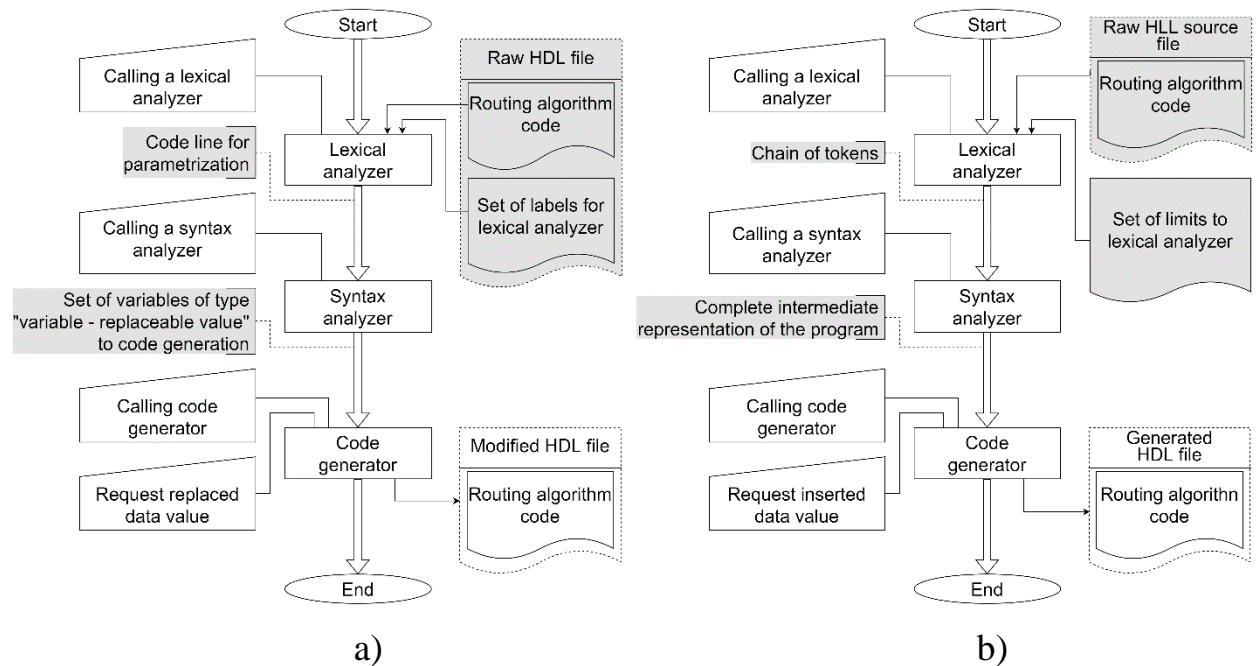 Start
Calling a lexical
analyzer
Raw HDL file
Routing algorithm
code
Code line for
parametrization
Lexical
analyzer
Set of labels for
lexical analyzer
Calling a syntax
analyzer
Set of variables of type
"variable - replaceable value"
to code generation
Syntax
analyzer
Calling code
generator
Code
generator
Modified HDL file
Request replaced
data value
Routing algorithm
code
End
a)
Start
Calling a lexical
analyzer
Raw HLL source
file
Routing algorithm
code
Chain of tokens
Lexical
analyzer
Set of limits to
lexical analyzer
Calling a syntax
analyzer
Complete intermediate
representation of the program
Syntax
analyzer
Calling code
generator
Code
generator
Generated
HDL file
Request inserted
data value
Routing algorithn
code
End
b)